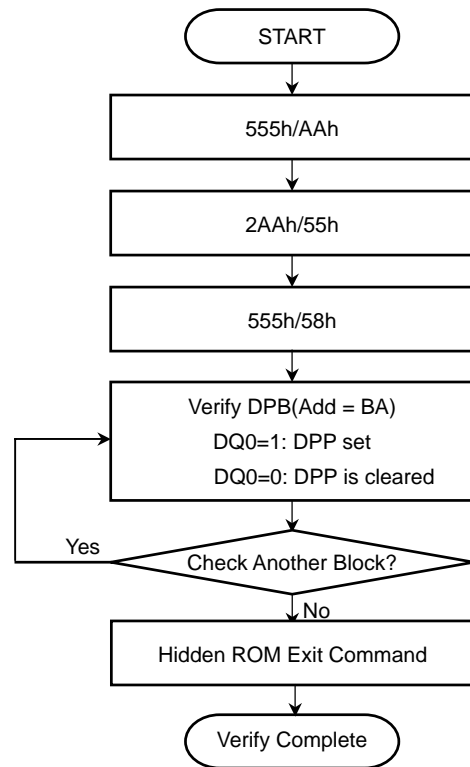 START
555h/AAh
2AAh/55h
555h/58h
Verify DPB(Add = BA)
DQ0=1: DPP set
DQ0=0: DPP is cleared
Yes
Check Another Block?
No
Hidden ROM Exit Command
Verify Complete